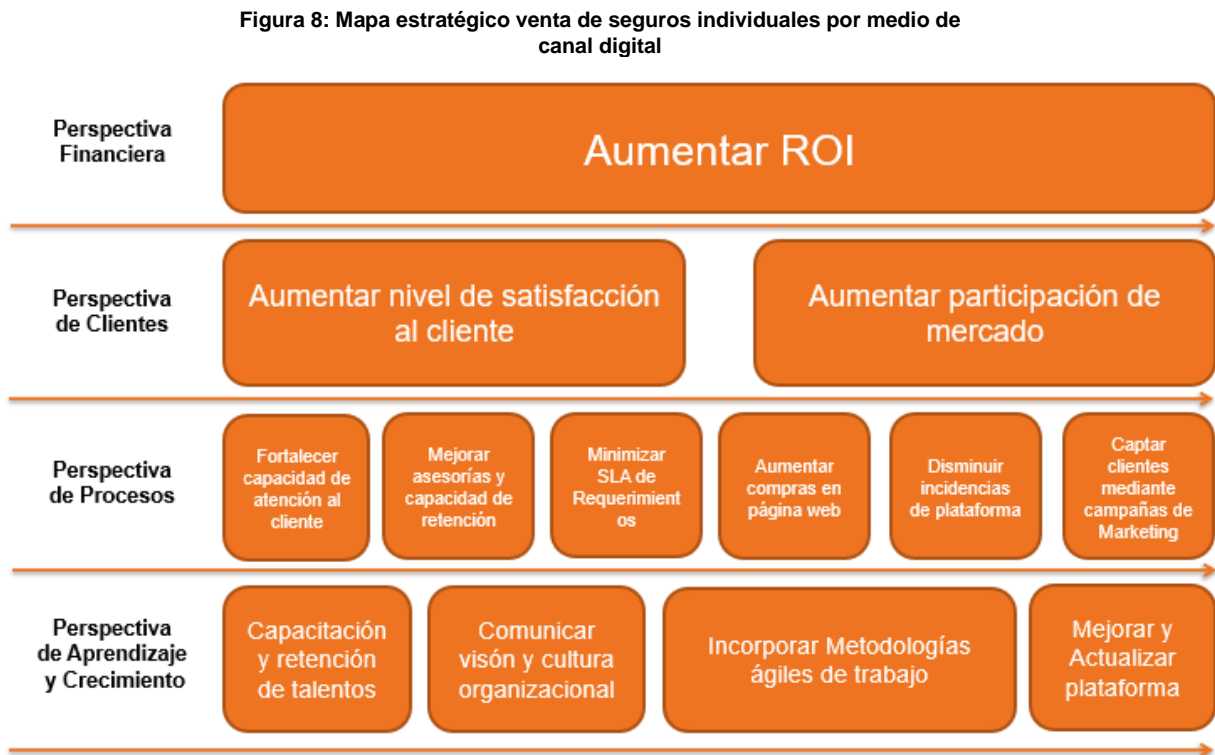 Figura 8: Mapa estratégico venta de seguros individuales por medio de
canal digital
Perspectiva
Financiera
Aumentar ROI
Perspectiva
de Clientes
Aumentar nivel de satisfacción
al cliente
Aumentar participación de
mercado
Perspectiva
de Procesos
Fortalecer
capacidad de
atención al
cliente
Mejorar
asesorías y
capacidad de
retención
Minimizar
SLA de
Requerimient
os
Aumentar
compras en
página web
Disminuir
incidencias
de plataforma
Captar
clientes
mediante
campañas de
Marketing
Perspectiva
de Aprendizaje
y Crecimiento
Capacitación
y retención
de talentos
Comunicar
visón y cultura
organizacional
Incorporar Metodologías
ágiles de trabajo
Mejorar y
Actualizar
plataforma